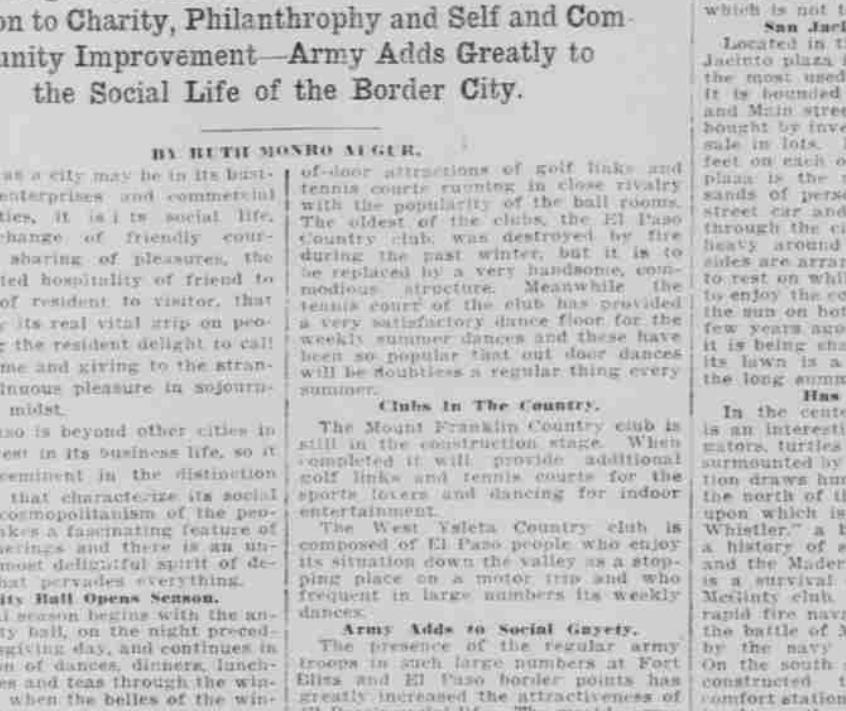 on to Charity, Philanthrophy and Self and Com-
unity Improvement—Army Adds Greatly to
the Social Life of the Border City.
BY RUTH MONRO AUGUR.
as a city may be in its busi-
enterprises and commercial
ties, it is its social life,
change of friendly cour-
sharing of pleasures, the
ted hospitality of friend to
of resident to visitor, that
its real vital grip on peo-
the resident delight to call
me and giving to the stran-
inuous pleasure in sojourn-
midst.
so is beyond other cities in
est in its business life, so it
eminent in the distinction
that characterize its social
cosmopolitanism of the peo-
akes a fascinating feature of
erings and there is an un-
most delightful spirit of de-
hat pervades everything.
ity Ball Opens Season.
l season begins with the an-
ty ball, on the night preced-
sgiving day, and continues in
n of dances, dinners, lunch-
es and teas through the win-
when the belles of the win-
of-door attractions of golf links and
tennis courts running in close rivalry
with the popularity of the ball rooms.
The oldest of the clubs, the El Paso
Country club, was destroyed by fire
during the past winter, but it is to
be replaced by a very handsome, com-
modious structure. Meanwhile the
tennis court of the club has provided
a very satisfactory dance floor for the
weekly summer dances and these have
been so popular that out door dances
will be doubtless a regular thing every
summer.
Clubs In The Country.
The Mount Franklin Country club is
still in the construction stage. When
completed it will provide additional
golf links and tennis courts for the
sports lovers and dancing for indoor
entertainment.
The West Ysleta Country club is
composed of El Paso people who enjoy
its situation down the valley as a stop-
ping place on a motor trip and who
frequent in large numbers its weekly
dances.
Army Adds to Social Gayety.
The presence of the regular army
troops in such large numbers at Fort
Bliss and El Paso border points has
greatly increased the attractiveness of
which is not t
San Jaci
Located in t
Jacinto plaza i
the most used
It is bounded
and Main stree
bought by inve
sale in lots.
feet on each o
plaza is the
sands of perso
street car and
through the ci
heavy around
sides are arran
to rest on whil
to enjoy the co
the sun on hot
few years ago
it is being cha
its lawn is a
the long summ
Has
In the cente
is an interesti
gators, turtles
surmounted by
tion draws hun
the north of th
upon which is
Whistler," a b
a history of s
and the Mader
is a survival
McGinty club.
rapid fire nava
the battle of M
by the navy
On the south s
constructed t
comfort station